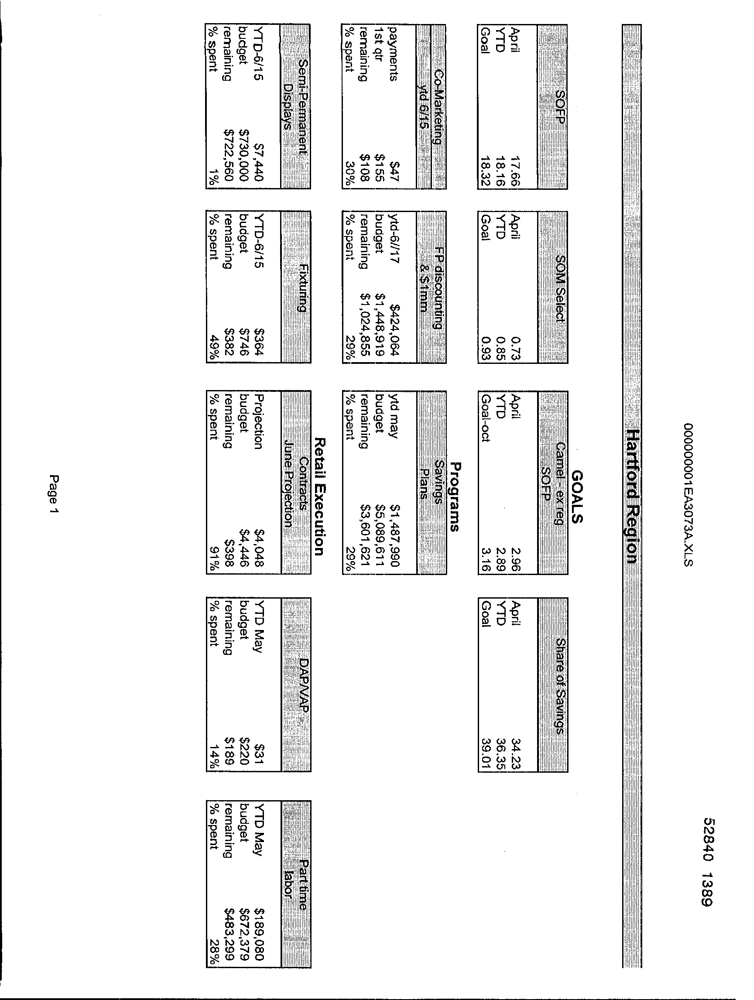 52840 1389
000000001EA3073A.XLS
Hartford Region
GOALS
SOFP
April 17.66
YTD 18.16
Goal 18.32
SOM Select
April 0.73
YTD 0.85
Goal 0.93
Camel - ex reg
SOFP
April 2.96
YTD 2.89
Goal-oct 3.16
Share of Savings
April 34.23
YTD 36.35
Goal 39.01
Programs
Co-Marketing
ytd 6/15
payments $47
1st qtr $155
remaining $108
% spent 30%
FP discounting
& $1mm
ytd-6//17 $424,064
budget $1,448,919
remaining $1,024,855
% spent 29%
Savings
Plans
ytd may $1,487,990
budget $5,089,611
remaining $3,601,621
% spent 29%
Retail Execution
Semi-Permanent
Displays
YTD-6/15 $7,440
budget $730,000
remaining $722,560
% spent 1%
Fixturing
YTD-6/15 $364
budget $746
remaining $382
% spent 49%
Contracts
June Projection
Projection $4,048
budget $4,446
remaining $398
% spent 91%
DAP/VAP
YTD May $31
budget $220
remaining $189
% spent 14%
Part time
labor
YTD May $189,080
budget $672,379
remaining $483,299
% spent 28%
Page 1